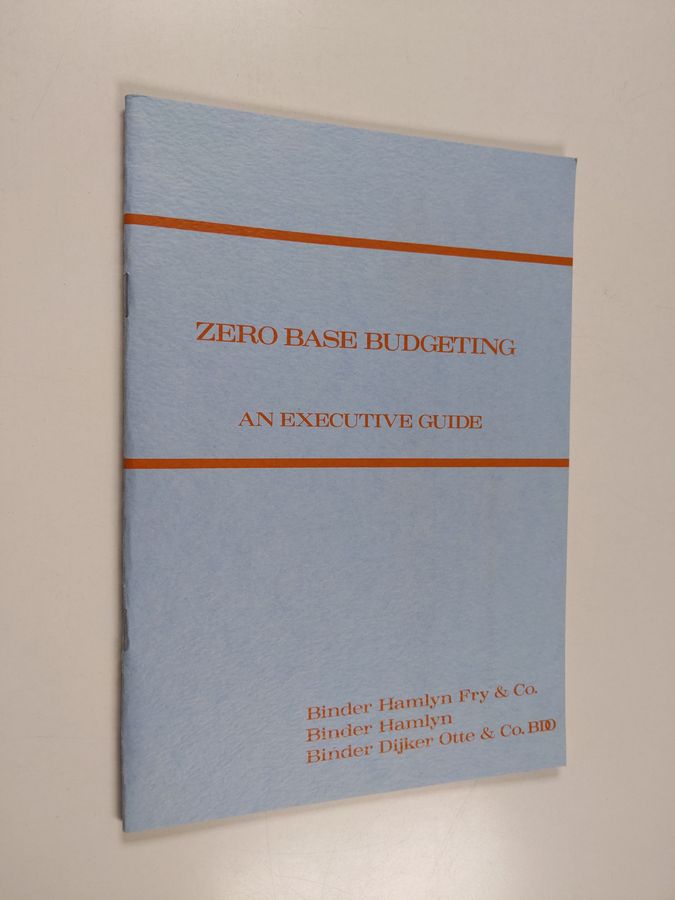 ZERO BASE BUDGETING
AN EXECUTIVE GUIDE
Binder Hamlyn Fry & Co.
Binder Hamlyn
Binder Dijker Otte & Co. BDO